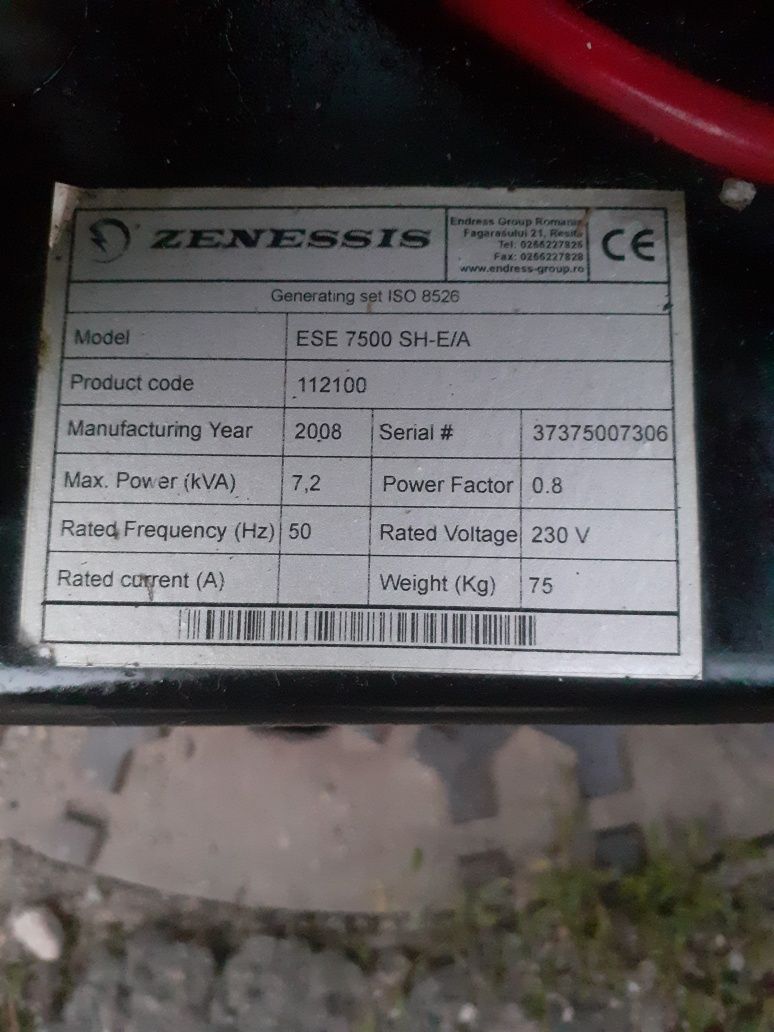 ZENESSIS
Endress Group Romania
Fagarasului 21, Resita
Tel: 0266227825
Fax: 0266227828
www.endress-group.ro
CE
Generating set ISO 8526
Model ESE 7500 SH-E/A
Product code 112100
Manufacturing Year 2008 Serial # 37375007306
Max. Power (kVA) 7,2 Power Factor 0.8
Rated Frequency (Hz) 50 Rated Voltage 230 V
Rated current (A) Weight (Kg) 75